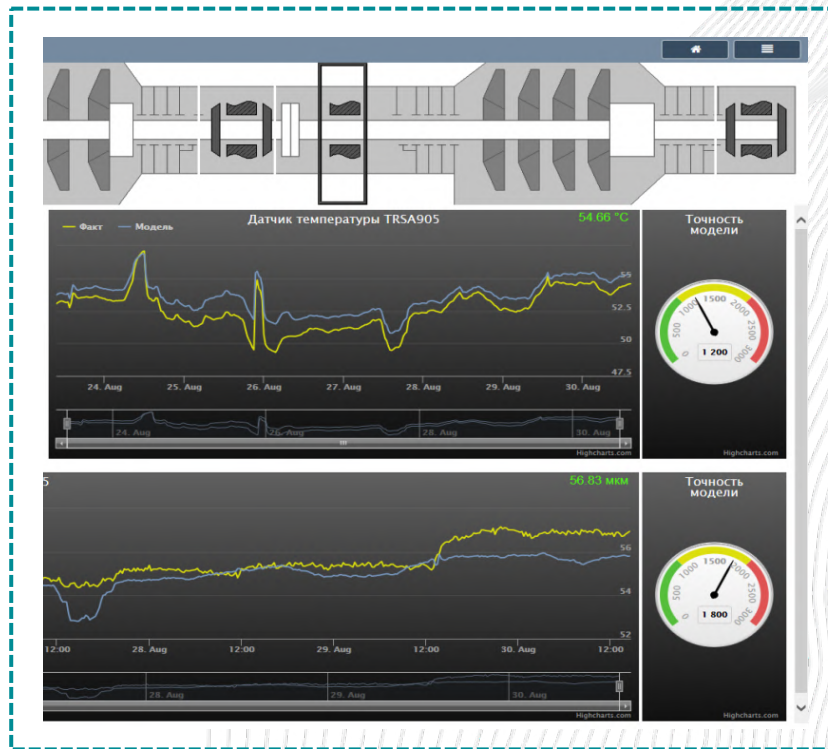 Факт
Модель
Датчик температуры TRSA905
54.66 °C
55
52.5
50
47.5
24. Aug
25. Aug
26. Aug
27. Aug
28. Aug
29. Aug
30. Aug
24. Aug
26. Aug
28. Aug
30. Aug
Highcharts.com
Точность
модели
0
500
1000
1500
2000
2500
3000
1 200
Highcharts.com
5
56.83 мкм
56
54
52
12:00
28. Aug
12:00
29. Aug
12:00
30. Aug
12:00
28. Aug
29. Aug
30. Aug
Highcharts.com
Точность
модели
0
500
1000
1500
2000
2500
3000
1 800
Highcharts.com